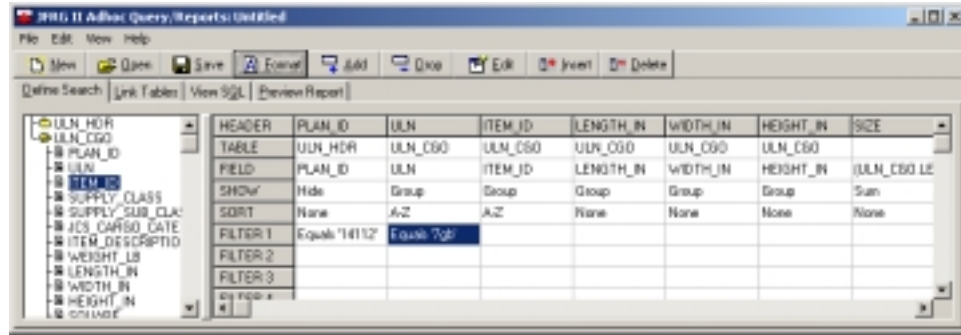 JFRG II Adhoc Query/Reports: Untitled
File Edit View Help
New Open Save Format Add Drop Edit Insert Delete
Define Search Link Tables View SQL Preview Report
ULN_HDR
ULN_CGO
PLAN_ID
ULN
ITEM_ID
SUPPLY_CLASS
SUPPLY_SUB_CLA
JCS_CARGO_CATE
ITEM_DESCRIPTIO
WEIGHT_LB
LENGTH_IN
WIDTH_IN
HEIGHT_IN
SQUARE
HEADER PLAN_ID ULN ITEM_ID LENGTH_IN WIDTH_IN HEIGHT_IN SIZE
TABLE ULN_HDR ULN_CGO ULN_CGO ULN_CGO ULN_CGO ULN_CGO
FIELD PLAN_ID ULN ITEM_ID LENGTH_IN WIDTH_IN HEIGHT_IN (ULN_CGO.LE
SHOW Hide Group Group Group Group Group Sum
SORT None A-Z A-Z None None None None
FILTER 1 Equals '14112' Equals '7gb'
FILTER 2
FILTER 3